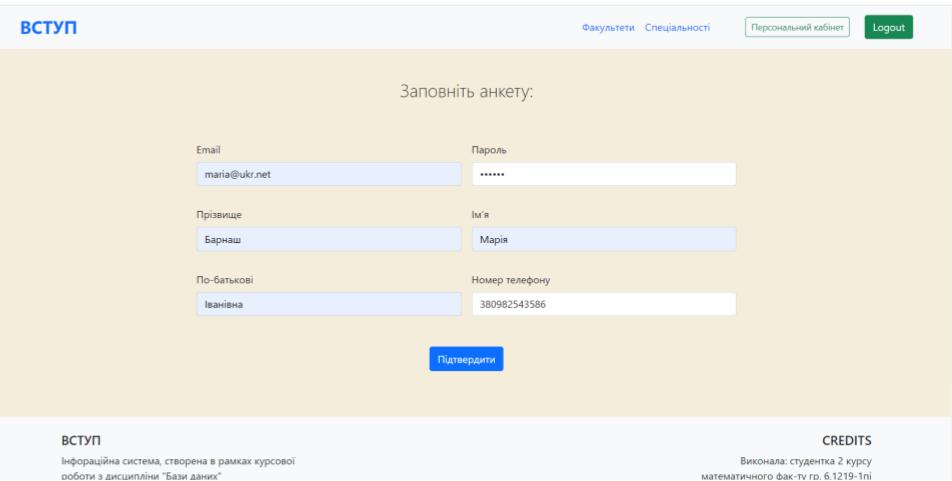 ВСТУП
Факультети Спеціальності Персональний кабінет Logout
Заповніть анкету:
Email Пароль
maria@ukr.net ••••••
Прізвище Ім'я
Барнаш Марія
По-батькові Номер телефону
Іванівна 380982543586
Підтвердити
ВСТУП CREDITS
Інфораційна система, створена в рамках курсової Виконала: студентка 2 курсу
роботи з дисципліни "Бази даних" математичного фак-ту гр. 6.1219-1пі